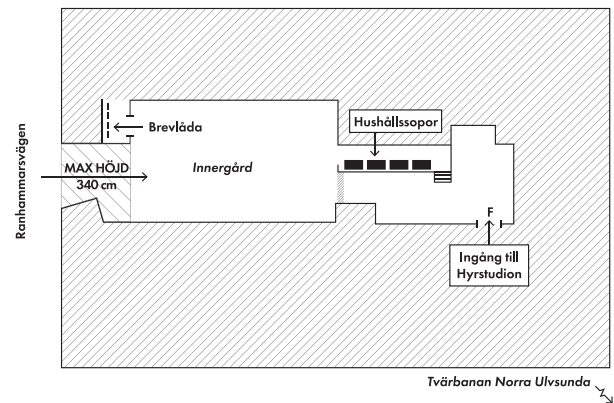 Hushållssopor
Brevlåda
Ranhammarsvägen
MAX HÖJD
340 cm
Innergård
F
Ingång till
Hyrstudion
Tvärbanan Norra Ulvsunda